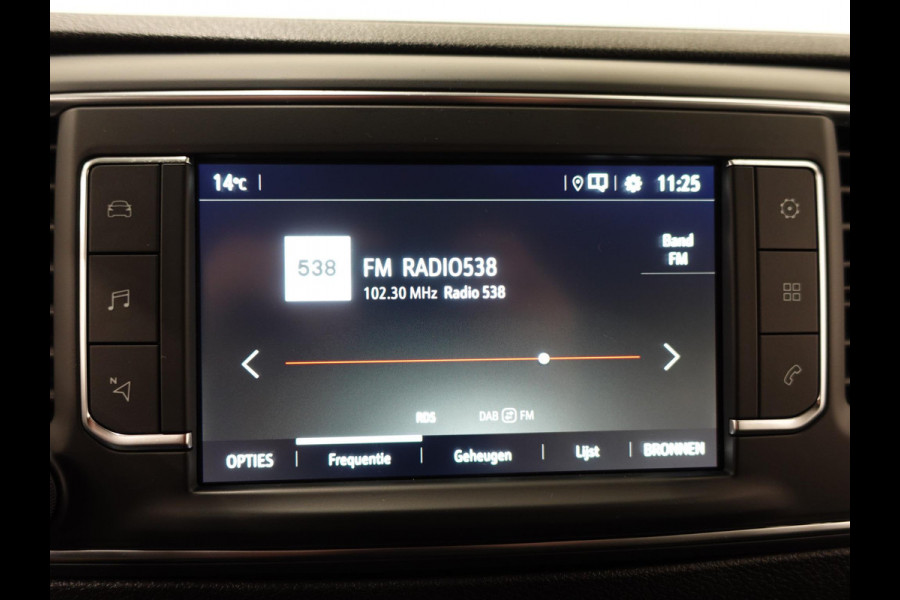 14°C 11:25
Band
FM
538
FM RADIO538
102.30 MHz Radio 538
N
RDS DAB FM
OPTIES Frequentie Geheugen Lijst BRONNEN